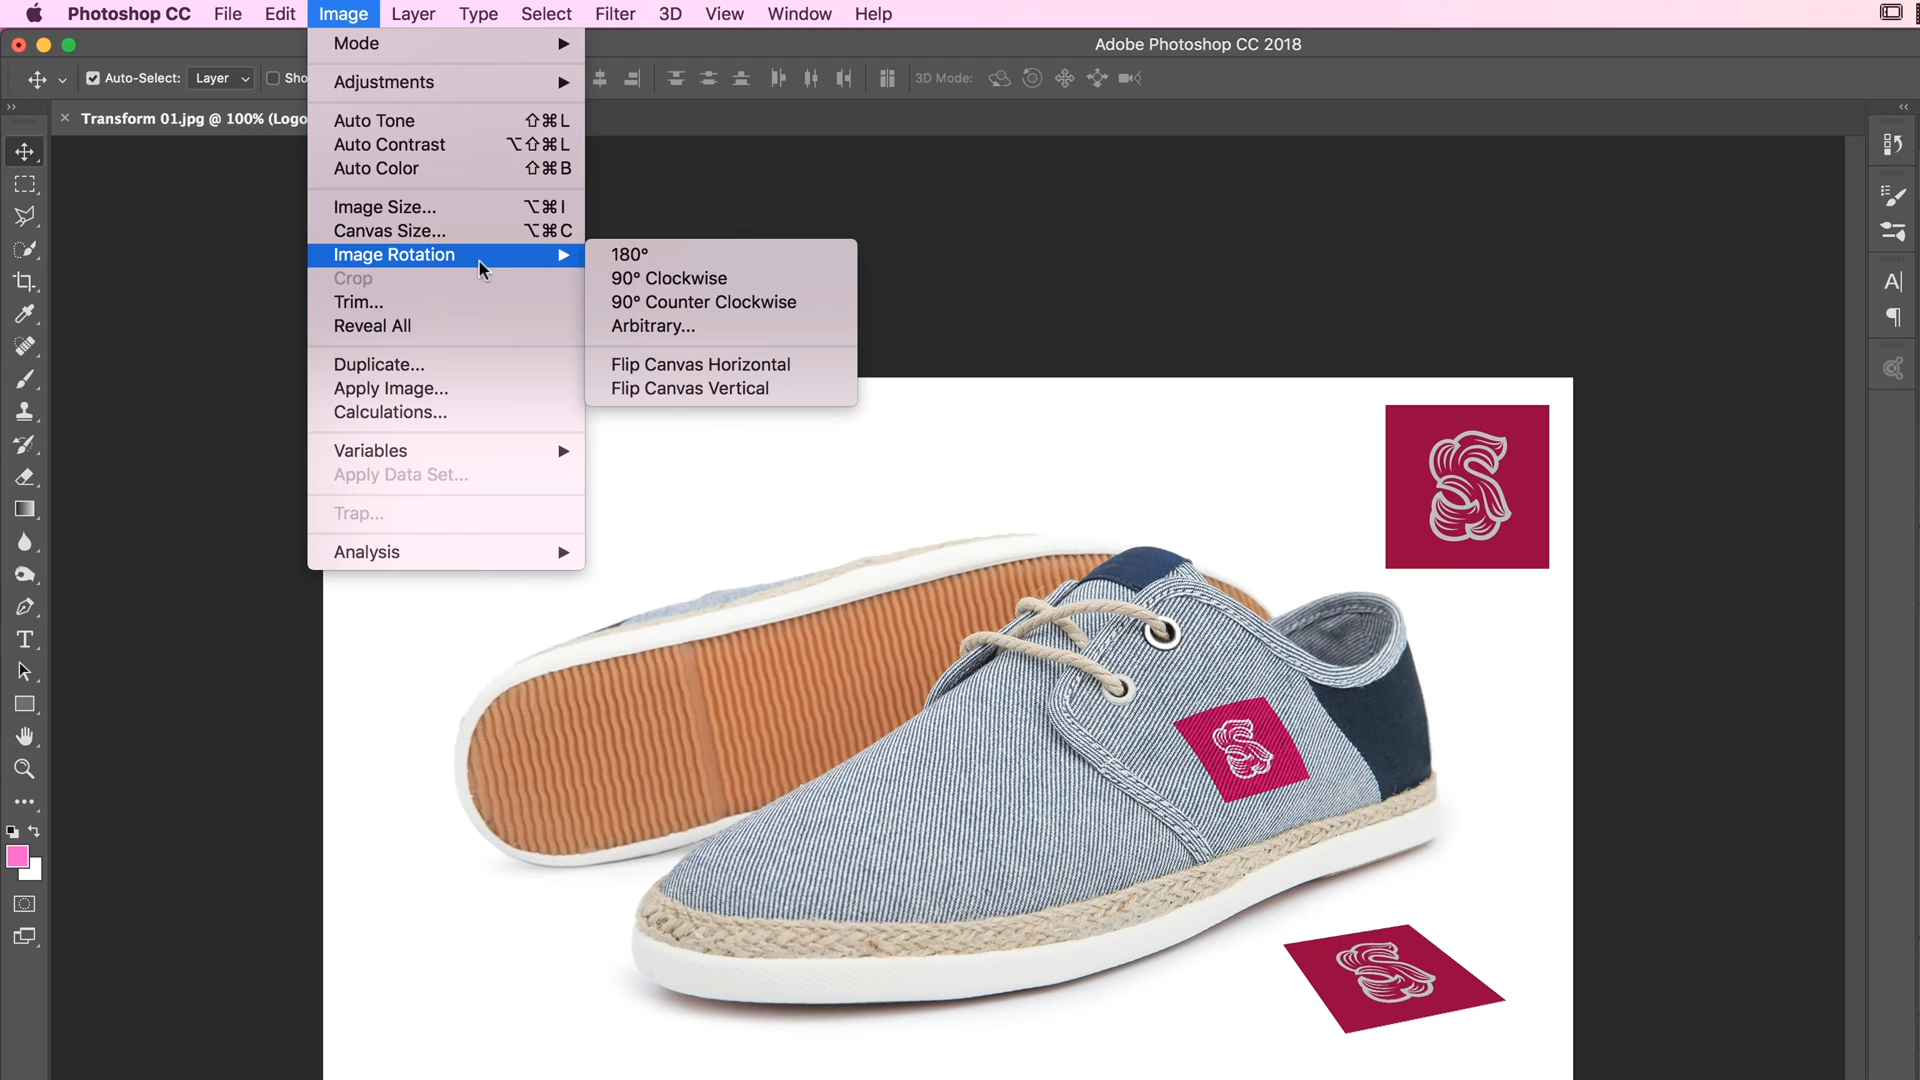 Photoshop CC File Edit Image Layer Type Select Filter 3D View Window Help
Adobe Photoshop CC 2018
Auto-Select: Layer Sho 3D Mode:
Transform 01.jpg @ 100% (Logo
Mode
Adjustments
Auto Tone ⇧⌘L
Auto Contrast ⌥⇧⌘L
Auto Color ⇧⌘B
Image Size... ⌥⌘I
Canvas Size... ⌥⌘C
Image Rotation
Crop
Trim...
Reveal All
Duplicate...
Apply Image...
Calculations...
Variables
Apply Data Set...
Trap...
Analysis
180°
90° Clockwise
90° Counter Clockwise
Arbitrary...
Flip Canvas Horizontal
Flip Canvas Vertical
S
S
S